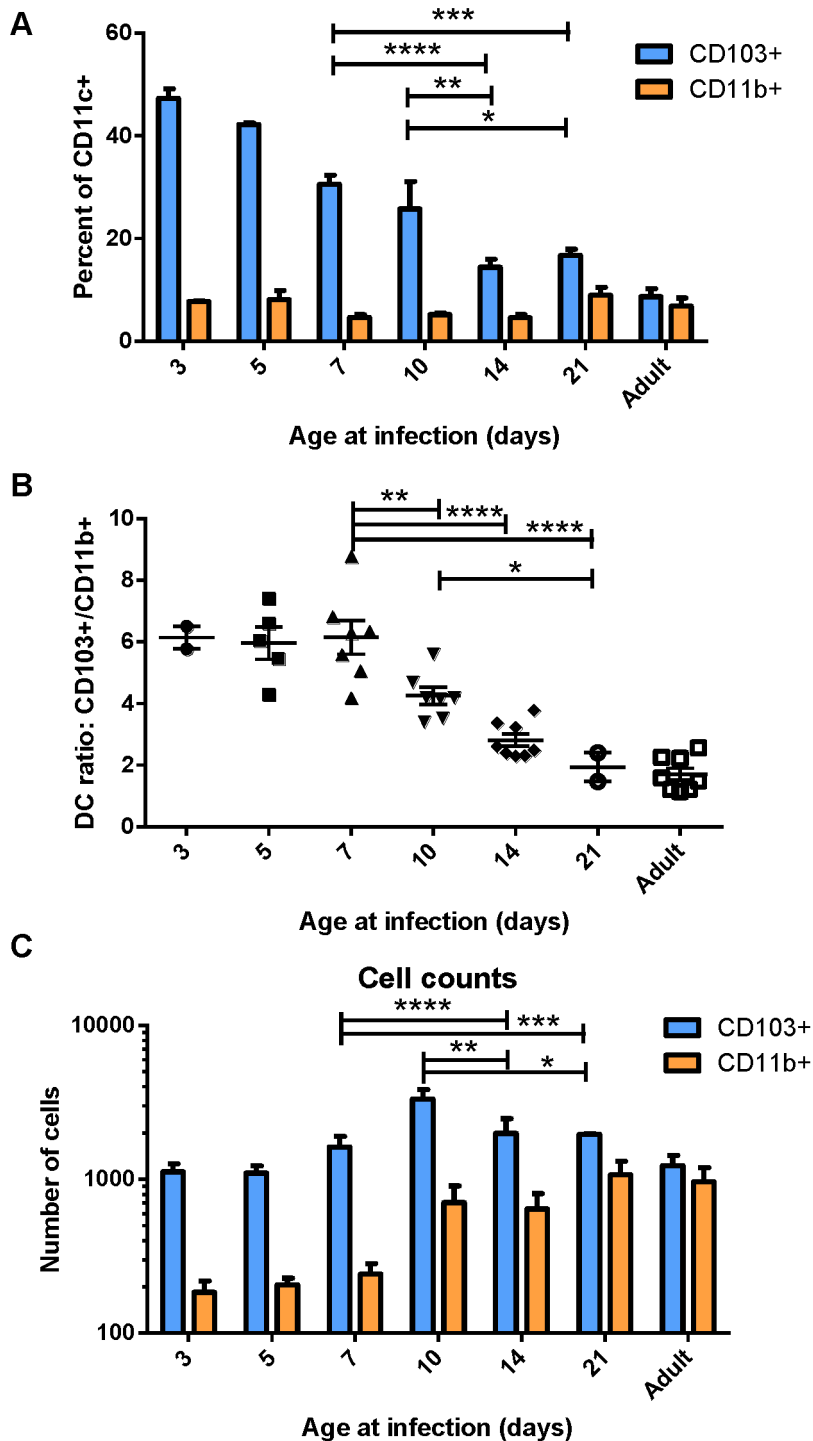 A
***
60
****
CD103+
CD11b+
**
*
40
20
0
Percent of CD11c+
3 5 7 10 14 21 Adult
Age at infection (days)
B
**
****
****
*
10
8
6
4
2
0
DC ratio: CD103+/CD11b+
3 5 7 10 14 21 Adult
Age at infection (days)
C
Cell counts
****
***
**
*
CD103+
CD11b+
10000
1000
100
Number of cells
3 5 7 10 14 21 Adult
Age at infection (days)